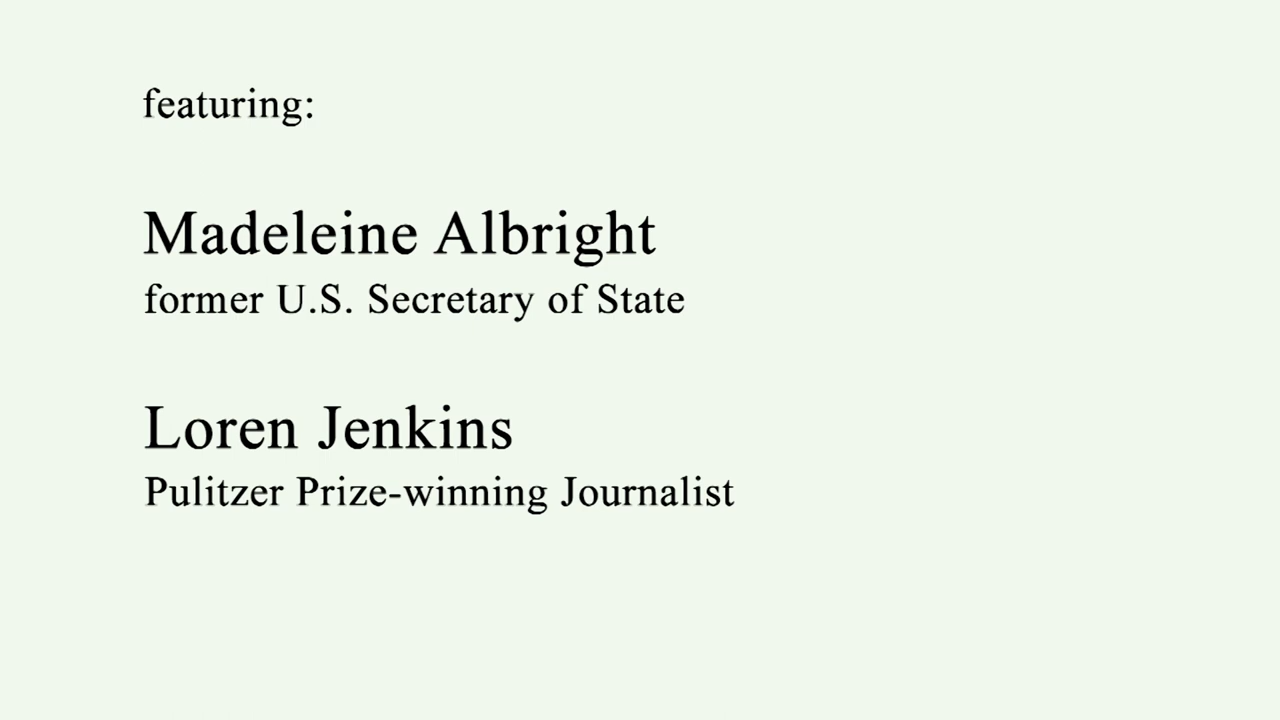 featuring:
Madeleine Albright
former U.S. Secretary of State
Loren Jenkins
Pulitzer Prize-winning Journalist